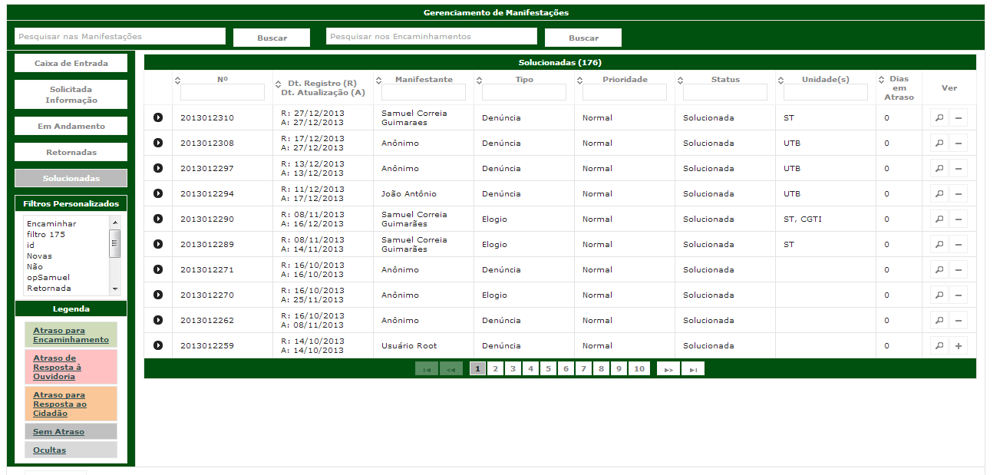 Gerenciamento de Manifestações
Pesquisar nas Manifestações
Buscar
Pesquisar nos Encaminhamentos
Buscar
Caixa de Entrada
Solicitada
Informação
Em Andamento
Retornadas
Solucionadas
Filtros Personalizados
Encaminhar
filtro 175
id
Novas
Não
opSamuel
Retornada
Legenda
Atraso para
Encaminhamento
Atraso de
Resposta à
Ouvidoria
Atraso para
Resposta ao
Cidadão
Sem Atraso
Ocultas
Solucionadas (176)
Nº
Dt. Registro (R)
Dt. Atualização (A)
Manifestante
Tipo
Prioridade
Status
Unidade(s)
Dias
em
Atraso
Ver
2013012310
R: 27/12/2013
A: 27/12/2013
Samuel Correia
Guimaraes
Denúncia
Normal
Solucionada
ST
0
2013012308
R: 17/12/2013
A: 27/12/2013
Anônimo
Denúncia
Normal
Solucionada
UTB
0
2013012297
R: 13/12/2013
A: 13/12/2013
Anônimo
Denúncia
Normal
Solucionada
UTB
0
2013012294
R: 11/12/2013
A: 17/12/2013
João Antônio
Denúncia
Normal
Solucionada
UTB
0
2013012290
R: 08/11/2013
A: 16/12/2013
Samuel Correia
Guimarães
Elogio
Normal
Solucionada
ST, CGTI
0
2013012289
R: 08/11/2013
A: 14/11/2013
Samuel Correia
Guimarães
Elogio
Normal
Solucionada
ST
0
2013012271
R: 16/10/2013
A: 16/10/2013
Anônimo
Denúncia
Normal
Solucionada
0
2013012270
R: 16/10/2013
A: 25/11/2013
Anônimo
Elogio
Normal
Solucionada
0
2013012262
R: 16/10/2013
A: 08/11/2013
Anônimo
Denúncia
Normal
Solucionada
0
2013012259
R: 14/10/2013
A: 14/10/2013
Usuário Root
Denúncia
Normal
Solucionada
0
1 2 3 4 5 6 7 8 9 10